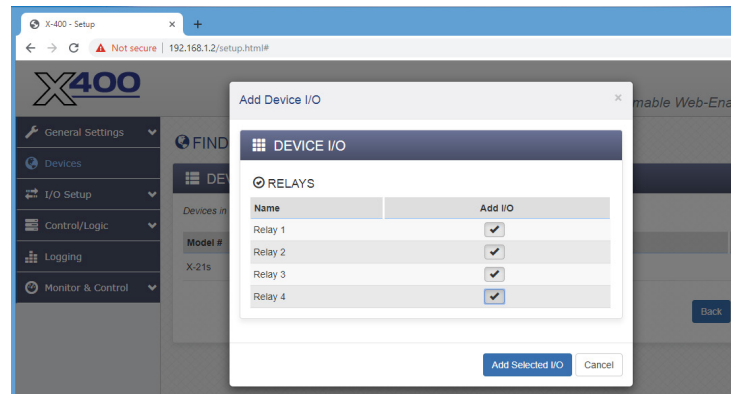 X-400 - Setup
Not secure | 192.168.1.2/setup.html#
X400
Add Device I/O
mable Web-Ena
General Settings
FIND
DEVICE I/O
Devices
DEV
RELAYS
I/O Setup
Devices in
Name Add I/O
Control/Logic
Relay 1
Model #
Relay 2
Logging
X-21s
Relay 3
Monitor & Control
Relay 4
Back
Add Selected I/O Cancel